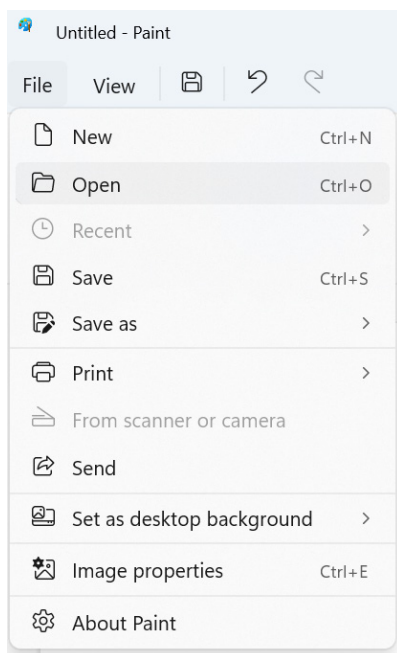 Untitled - Paint
File View
New Ctrl+N
Open Ctrl+O
Recent
Save Ctrl+S
Save as
Print
From scanner or camera
Send
Set as desktop background
Image properties Ctrl+E
About Paint